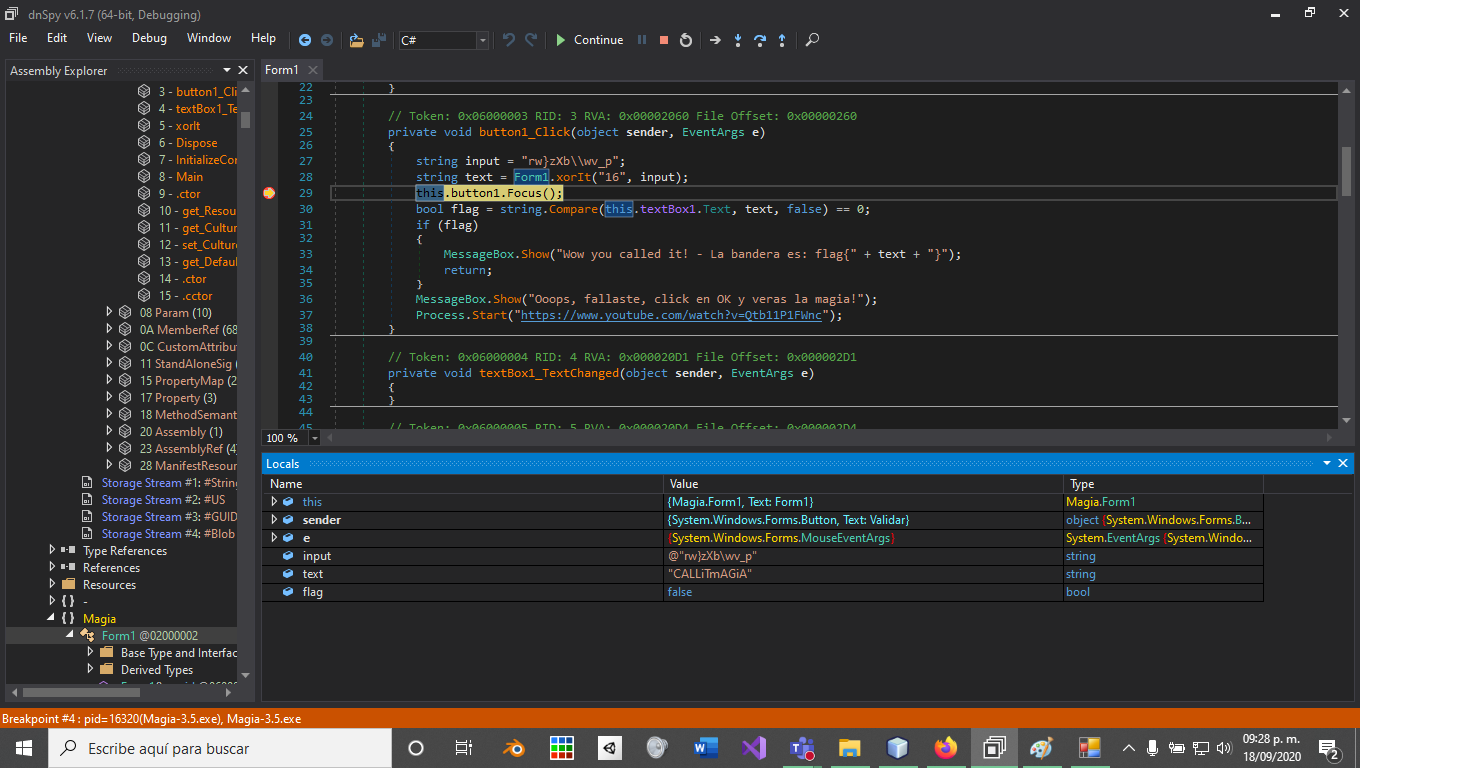 dnSpy v6.1.7 (64-bit, Debugging)
File Edit View Debug Window Help C# Continue
Assembly Explorer
3 - button1_Cli
4 - textBox1_Te
5 - xorIt
6 - Dispose
7 - InitializeCor
8 - Main
9 - .ctor
10 - get_Resou
11 - get_Cultur
12 - set_Culture
13 - get_Defaul
14 - .ctor
15 - .cctor
08 Param (10)
0A MemberRef (68
0C CustomAttribu
11 StandAloneSig (
15 PropertyMap (2
17 Property (3)
18 MethodSemant
20 Assembly (1)
23 AssemblyRef (4)
28 ManifestResour
Storage Stream #1: #String
Storage Stream #2: #US
Storage Stream #3: #GUID
Storage Stream #4: #Blob
Type References
References
Resources
{ } -
{ } Magia
Form1 @02000002
Base Type and Interfac
Derived Types
Form1
22 }
23
24 // Token: 0x06000003 RID: 3 RVA: 0x00002060 File Offset: 0x00000260
25 private void button1_Click(object sender, EventArgs e)
26 {
27 string input = "rw}zXb\\wv_p";
28 string text = Form1.xorIt("16", input);
29 this.button1.Focus();
30 bool flag = string.Compare(this.textBox1.Text, text, false) == 0;
31 if (flag)
32 {
33 MessageBox.Show("Wow you called it! - La bandera es: flag{" + text + "}");
34 return;
35 }
36 MessageBox.Show("Ooops, fallaste, click en OK y veras la magia!");
37 Process.Start("https://www.youtube.com/watch?v=Qtb11P1FWnc");
38 }
39
40 // Token: 0x06000004 RID: 4 RVA: 0x000020D1 File Offset: 0x000002D1
41 private void textBox1_TextChanged(object sender, EventArgs e)
42 {
43 }
44
45 // Token: 0x06000005 RID: 5 RVA: 0x000020D4 File Offset: 0x000002D4
100 %
Locals
Name Value Type
this {Magia.Form1, Text: Form1} Magia.Form1
sender {System.Windows.Forms.Button, Text: Validar} object {System.Windows.Forms.B...
e {System.Windows.Forms.MouseEventArgs} System.EventArgs {System.Windo...
input @"rw}zXb\wv_p" string
text "CALLiTmAGiA" string
flag false bool
Breakpoint #4 : pid=16320(Magia-3.5.exe), Magia-3.5.exe
Escribe aquí para buscar
09:28 p. m.
18/09/2020
2